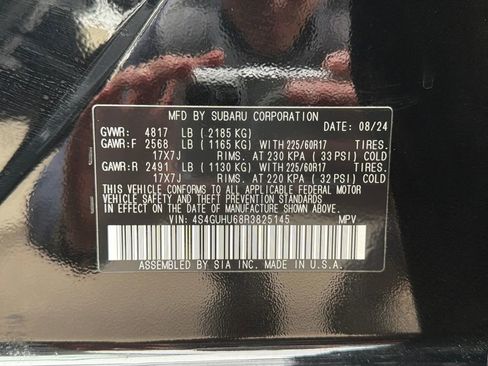 MFD BY SUBARU CORPORATION
DATE: 08/24
GVWR: 4817 LB ( 2185 KG)
GAWR:F 2568 LB ( 1165 KG) WITH 225/60R17 TIRES.
17X7J RIMS. AT 230 KPA ( 33 PSI) COLD
GAWR:R 2491 LB ( 1130 KG) WITH 225/60R17 TIRES.
17X7J RIMS. AT 220 KPA ( 32 PSI) COLD
THIS VEHICLE CONFORMS TO ALL APPLICABLE FEDERAL MOTOR
VEHICLE SAFETY AND THEFT PREVENTION STANDARDS
IN EFFECT ON THE DATE OF MANUFACTURE SHOWN ABOVE.
VIN: 4S4GUHU68R3825145 MPV
ASSEMBLED BY SIA INC. MADE IN U.S.A.